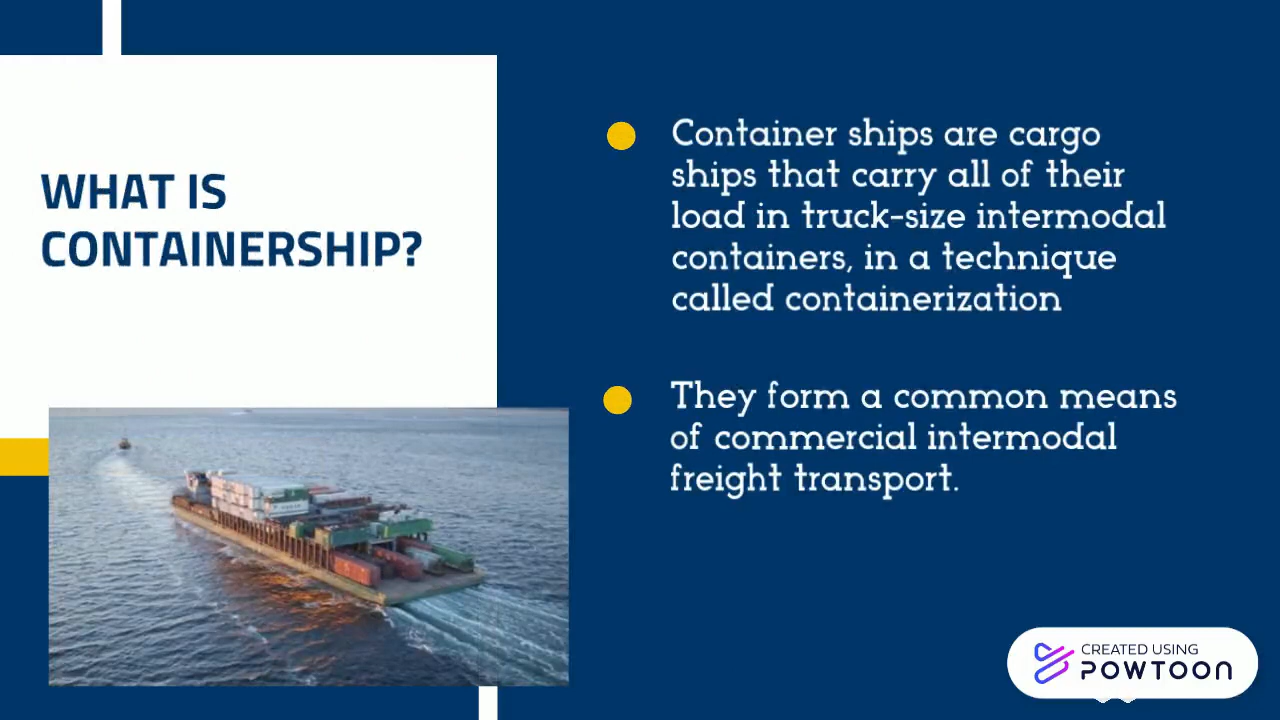 WHAT IS
CONTAINERSHIP?
Container ships are cargo
ships that carry all of their
load in truck-size intermodal
containers, in a technique
called containerization
They form a common means
of commercial intermodal
freight transport.
CREATED USING
POWTOON